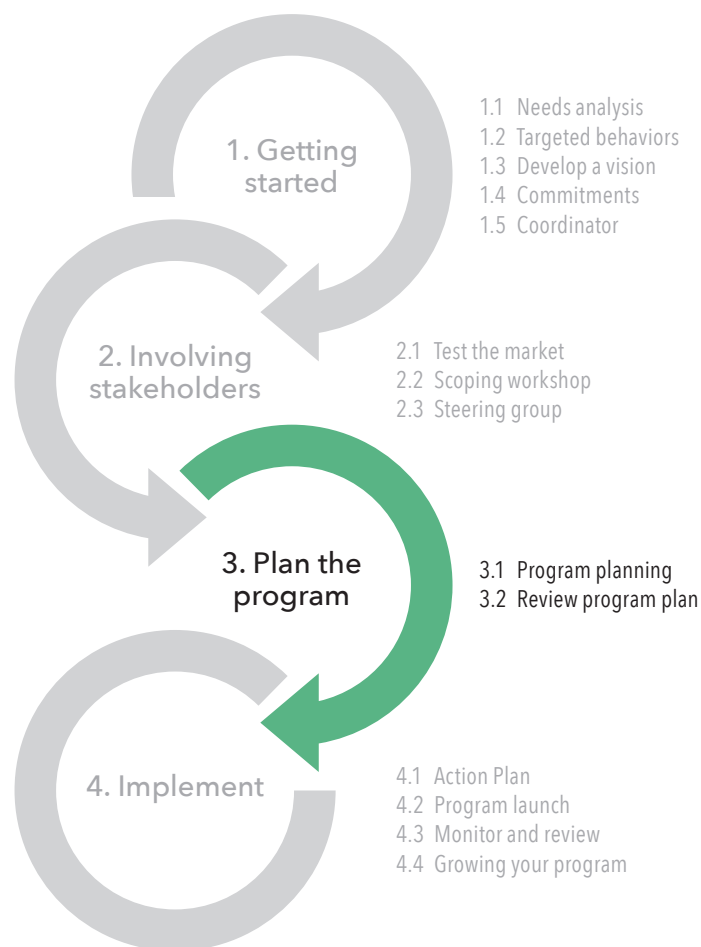 1. Getting
started
1.1 Needs analysis
1.2 Targeted behaviors
1.3 Develop a vision
1.4 Commitments
1.5 Coordinator
2. Involving
stakeholders
2.1 Test the market
2.2 Scoping workshop
2.3 Steering group
3. Plan the
program
3.1 Program planning
3.2 Review program plan
4. Implement
4.1 Action Plan
4.2 Program launch
4.3 Monitor and review
4.4 Growing your program